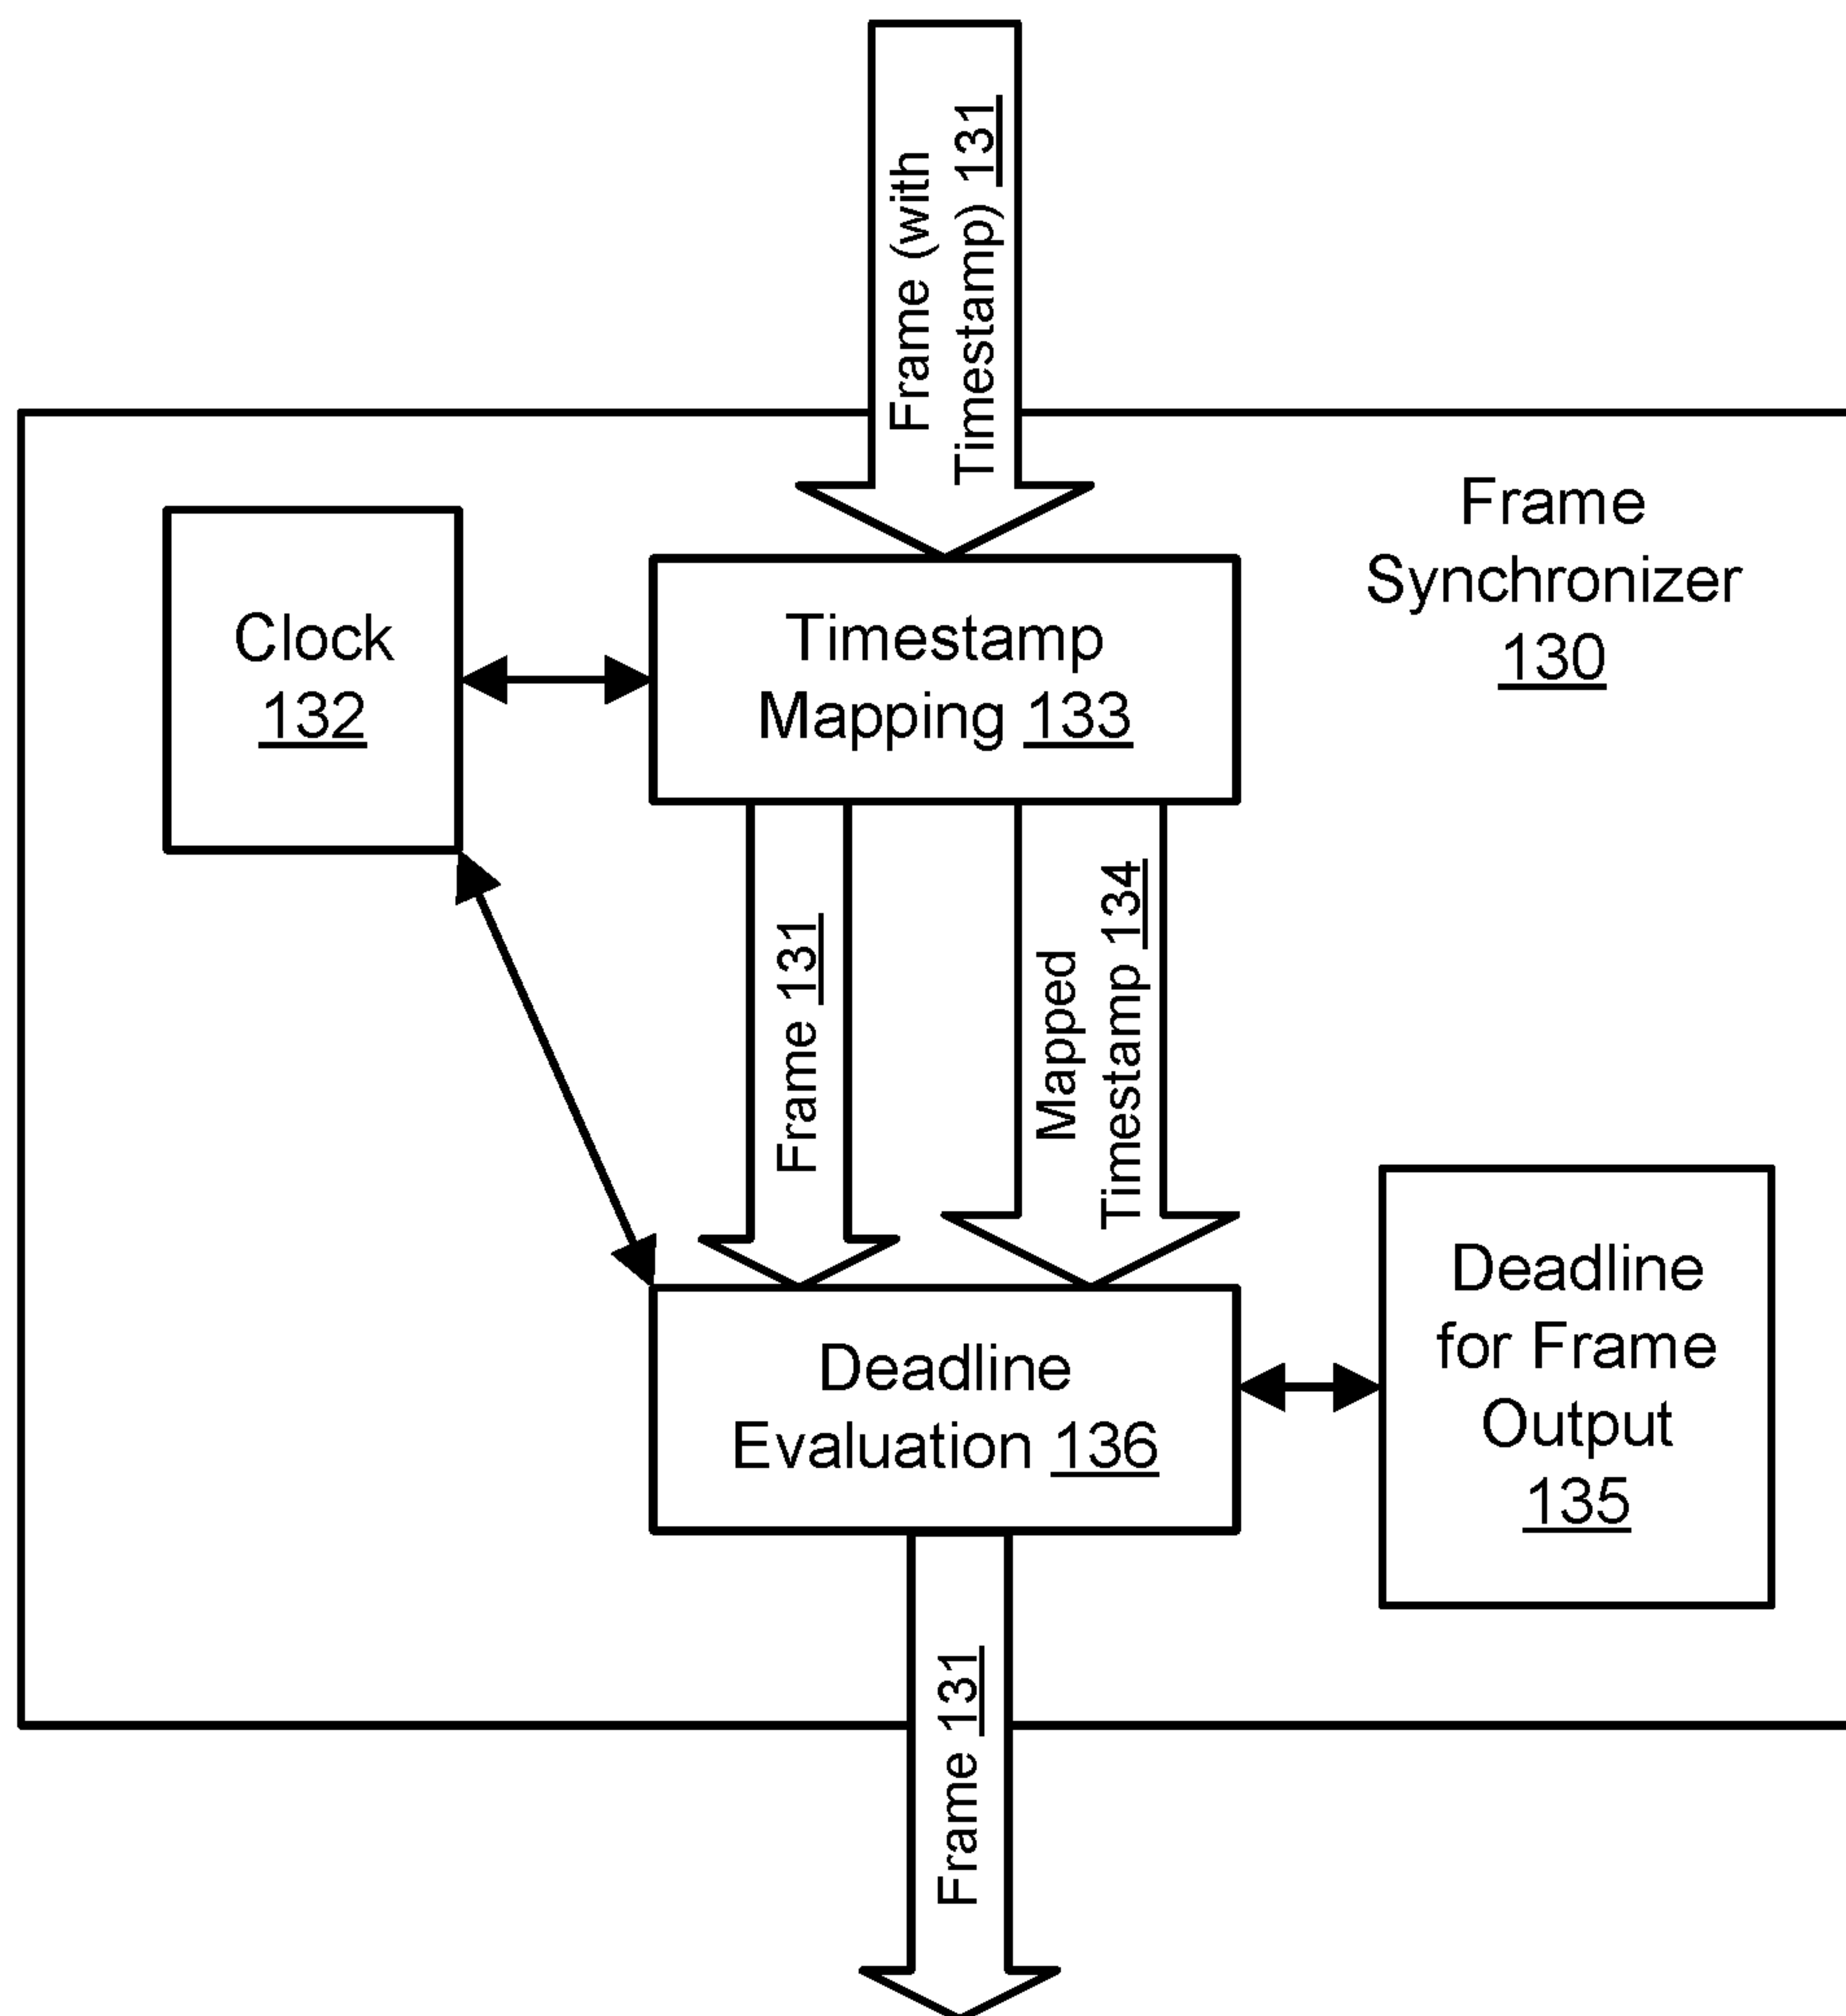 Frame (with
Timestamp) 131
Frame
Synchronizer
130
Clock
132
Timestamp
Mapping 133
Frame 131
Mapped
Timestamp 134
Deadline
Evaluation 136
Deadline
for Frame
Output
135
Frame 131